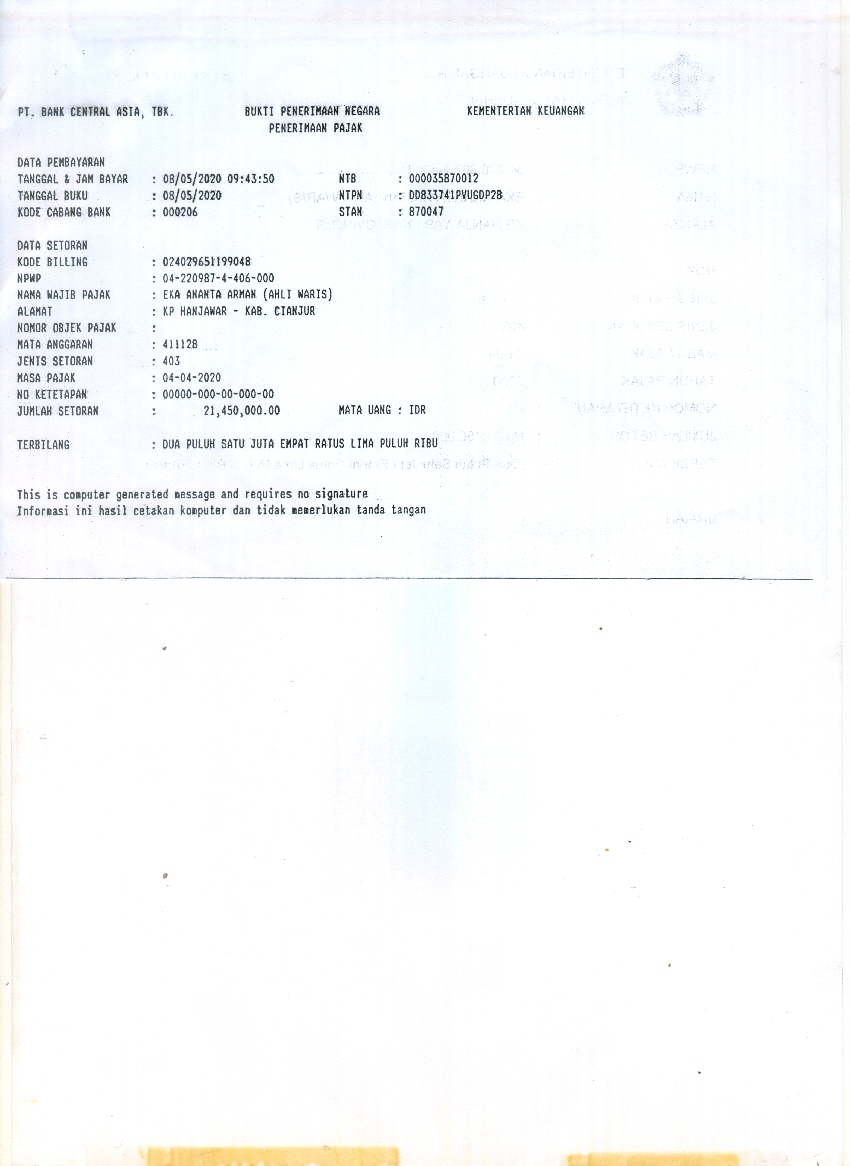 PT. BANK CENTRAL ASIA, TBK. BUKTI PENERIMAAN NEGARA KEMENTERIAN KEUANGAN
PENERIMAAN PAJAK
DATA PEMBAYARAN
TANGGAL & JAM BAYAR : 08/05/2020 09:43:50 NTB : 000035870012
TANGGAL BUKU : 08/05/2020 NTPN : DD833741PVUGDP2B
KODE CABANG BANK : 000206 STAN : 870047
DATA SETORAN
KODE BILLING : 024029651199048
NPWP : 04-220987-4-406-000
NAMA WAJIB PAJAK : EKA ANANTA ARMAN (AHLI WARIS)
ALAMAT : KP HANJAWAR - KAB. CIANJUR
NOMOR OBJEK PAJAK :
MATA ANGGARAN : 411128
JENIS SETORAN : 403
MASA PAJAK : 04-04-2020
NO KETETAPAN : 00000-000-00-000-00
JUMLAH SETORAN : 21,450,000.00 MATA UANG : IDR
TERBILANG : DUA PULUH SATU JUTA EMPAT RATUS LIMA PULUH RIBU
This is computer generated message and requires no signature
Informasi ini hasil cetakan komputer dan tidak memerlukan tanda tangan